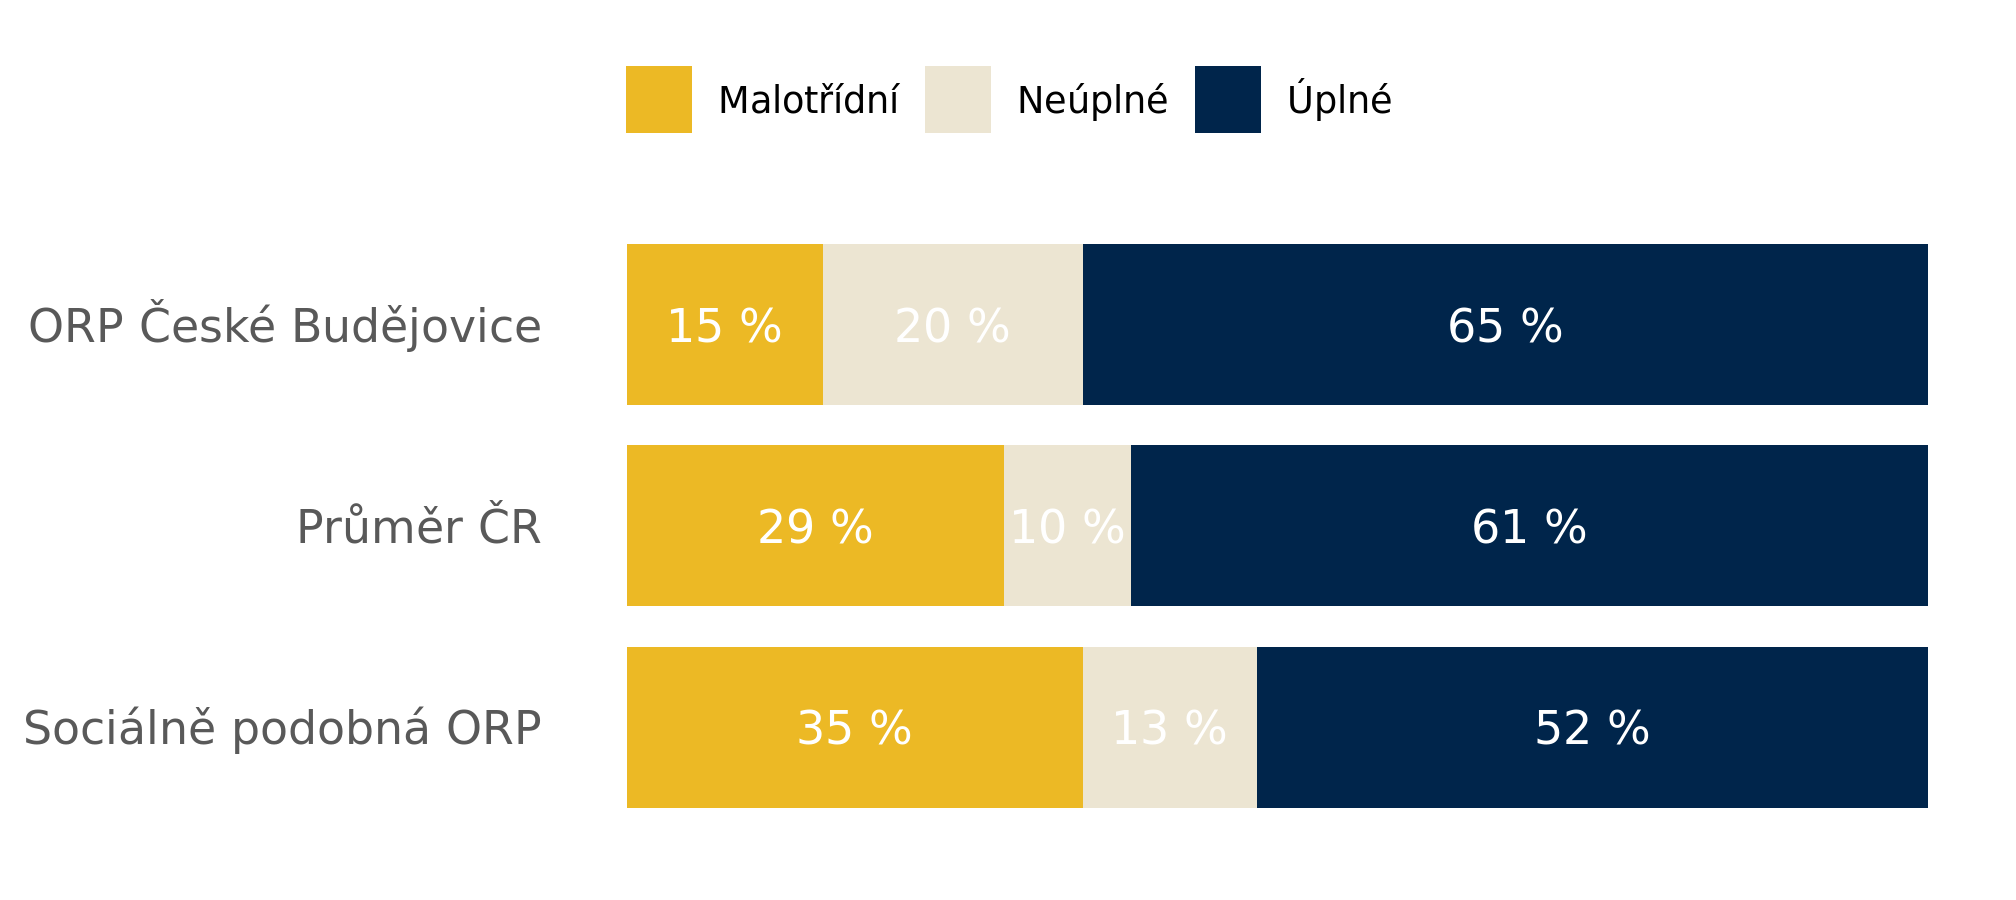 Malotřídní Neúplné Úplné
ORP České Budějovice 15 % 20 % 65 %
Průměr ČR 29 % 10 % 61 %
Sociálně podobná ORP 35 % 13 % 52 %